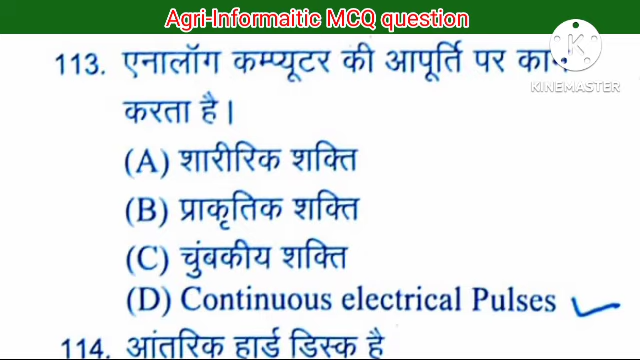 Agri-Informaitic MCQ question
113. एनालॉग कम्प्यूटर की आपूर्ति पर
करता है।
(A) शारीरिक शक्ति
(B) प्राकृतिक शक्ति
(C) चुंबकीय शक्ति
(D) Continuous electrical Pulses
114. आंतरिक हार्ड डिस्क है
K
KINEMASTER